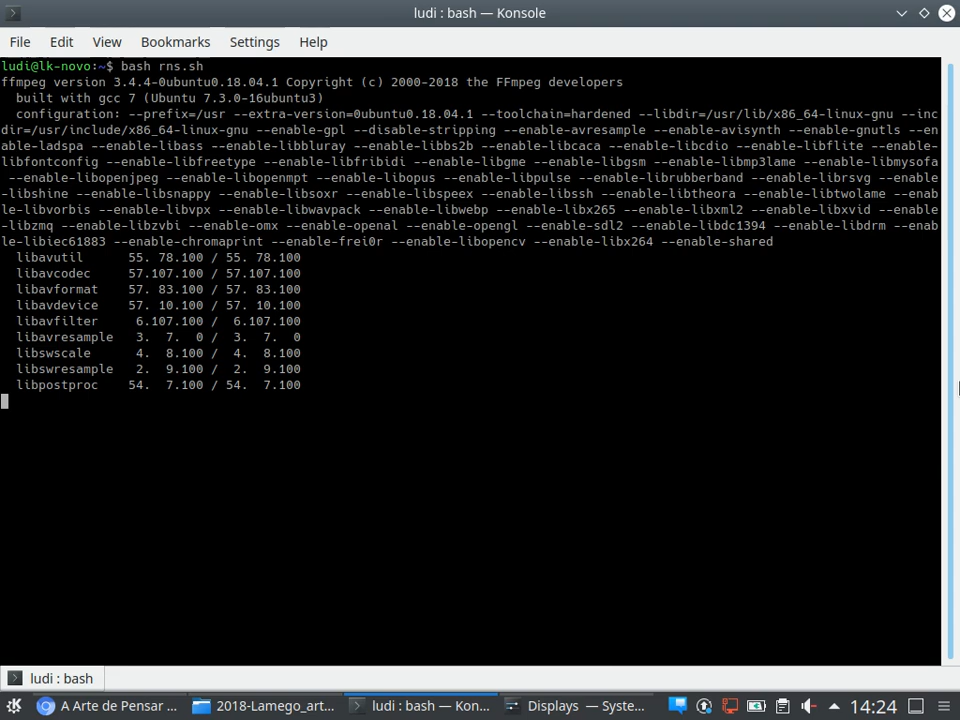 ludi : bash — Konsole
File Edit View Bookmarks Settings Help
ludi@lk-novo:~$ bash rns.sh
ffmpeg version 3.4.4-0ubuntu0.18.04.1 Copyright (c) 2000-2018 the FFmpeg developers
  built with gcc 7 (Ubuntu 7.3.0-16ubuntu3)
  configuration: --prefix=/usr --extra-version=0ubuntu0.18.04.1 --toolchain=hardened --libdir=/usr/lib/x86_64-linux-gnu --inc
dir=/usr/include/x86_64-linux-gnu --enable-gpl --disable-stripping --enable-avresample --enable-avisynth --enable-gnutls --en
able-ladspa --enable-libass --enable-libbluray --enable-libbs2b --enable-libcaca --enable-libcdio --enable-libflite --enable-
libfontconfig --enable-libfreetype --enable-libfribidi --enable-libgme --enable-libgsm --enable-libmp3lame --enable-libmysofa
 --enable-libopenjpeg --enable-libopenmpt --enable-libopus --enable-libpulse --enable-librubberband --enable-librsvg --enable
-libshine --enable-libsnappy --enable-libsoxr --enable-libspeex --enable-libssh --enable-libtheora --enable-libtwolame --enab
le-libvorbis --enable-libvpx --enable-libwavpack --enable-libwebp --enable-libx265 --enable-libxml2 --enable-libxvid --enable
-libzmq --enable-libzvbi --enable-omx --enable-openal --enable-opengl --enable-sdl2 --enable-libdc1394 --enable-libdrm --enab
le-libiec61883 --enable-chromaprint --enable-frei0r --enable-libopencv --enable-libx264 --enable-shared
  libavutil      55. 78.100 / 55. 78.100
  libavcodec     57.107.100 / 57.107.100
  libavformat    57. 83.100 / 57. 83.100
  libavdevice    57. 10.100 / 57. 10.100
  libavfilter     6.107.100 /  6.107.100
  libavresample   3.  7.  0 /  3.  7.  0
  libswscale      4.  8.100 /  4.  8.100
  libswresample   2.  9.100 /  2.  9.100
  libpostproc    54.  7.100 / 54.  7.100
ludi : bash
A Arte de Pensar ... 2018-Lamego_art... ludi : bash — Kon... Displays — Syste... 14:24